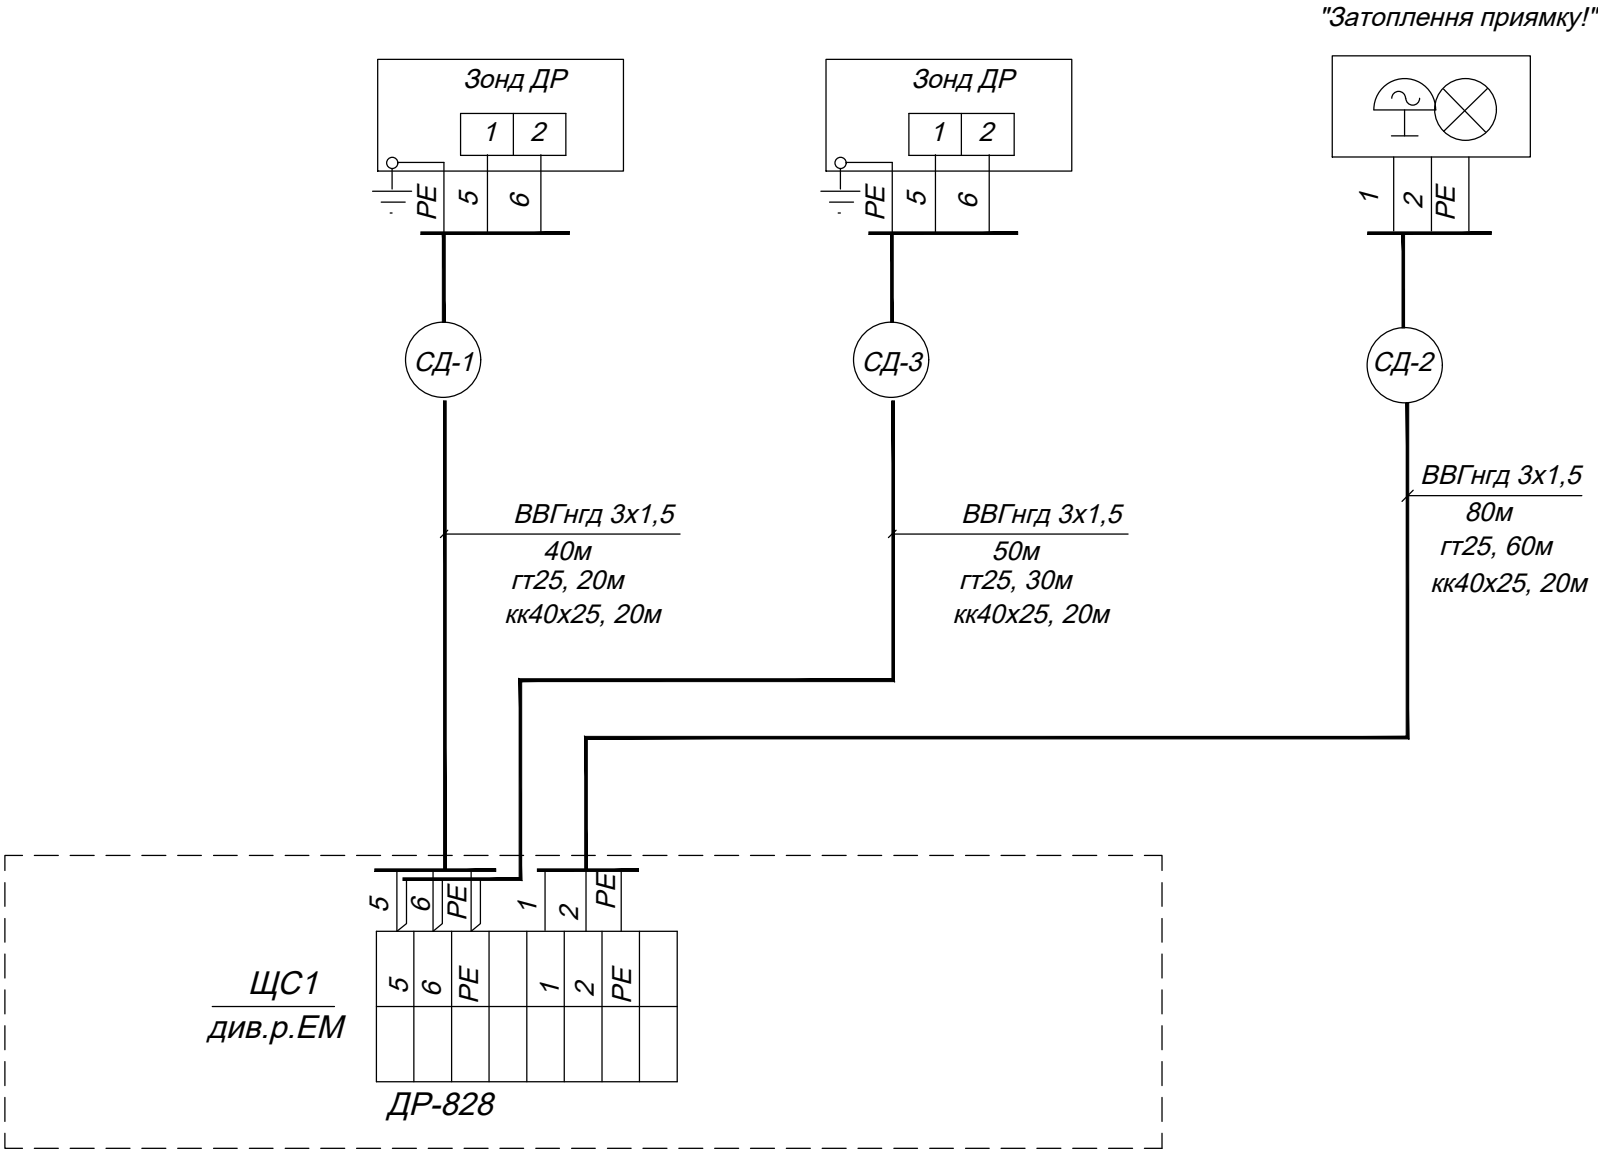 "Затоплення приямку!"
Зонд ДР
1 2
PE 5 6
Зонд ДР
1 2
PE 5 6
1 2 PE
СД-1
СД-3
СД-2
ВВГнгд 3х1,5
40м
гт25, 20м
кк40х25, 20м
ВВГнгд 3х1,5
50м
гт25, 30м
кк40х25, 20м
ВВГнгд 3х1,5
80м
гт25, 60м
кк40х25, 20м
5 6 PE 1 2 PE
5 6 PE 1 2 PE
ЩС1
див.р.ЕМ
ДР-828